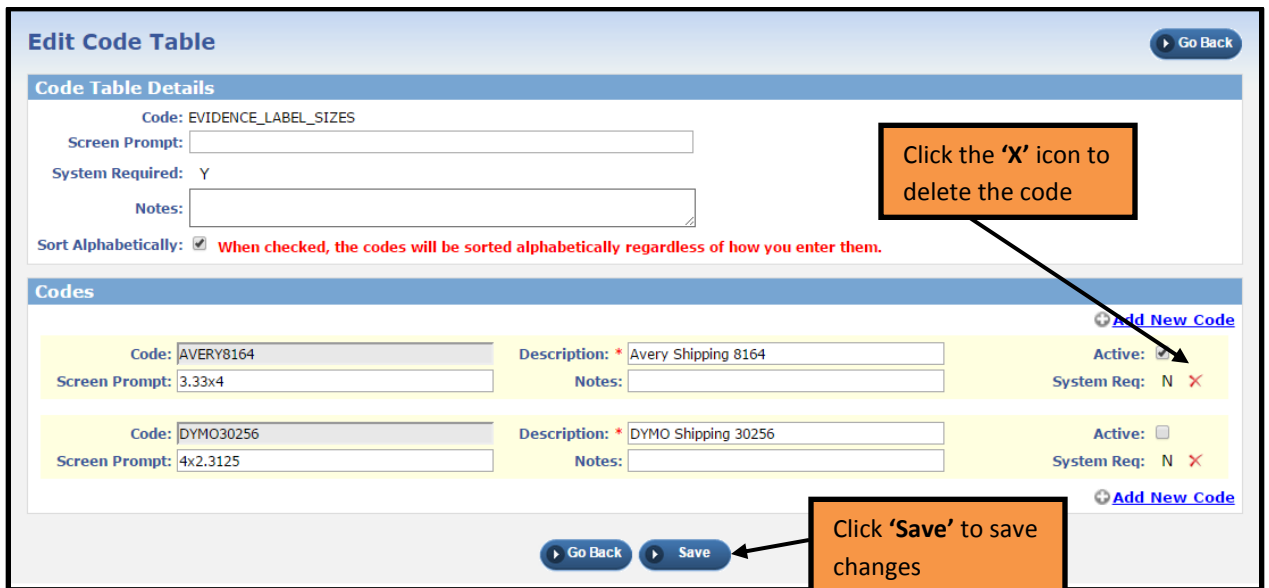 Edit Code Table
Go Back
Code Table Details
Code: EVIDENCE_LABEL_SIZES
Screen Prompt:
System Required: Y
Notes:
Sort Alphabetically: When checked, the codes will be sorted alphabetically regardless of how you enter them.
Click the ‘X’ icon to
delete the code
Codes
Add New Code
Code: AVERY8164 Description: * Avery Shipping 8164 Active:
Screen Prompt: 3.33x4 Notes: System Req: N
Code: DYMO30256 Description: * DYMO Shipping 30256 Active:
Screen Prompt: 4x2.3125 Notes: System Req: N
Add New Code
Go Back Save
Click ‘Save’ to save
changes